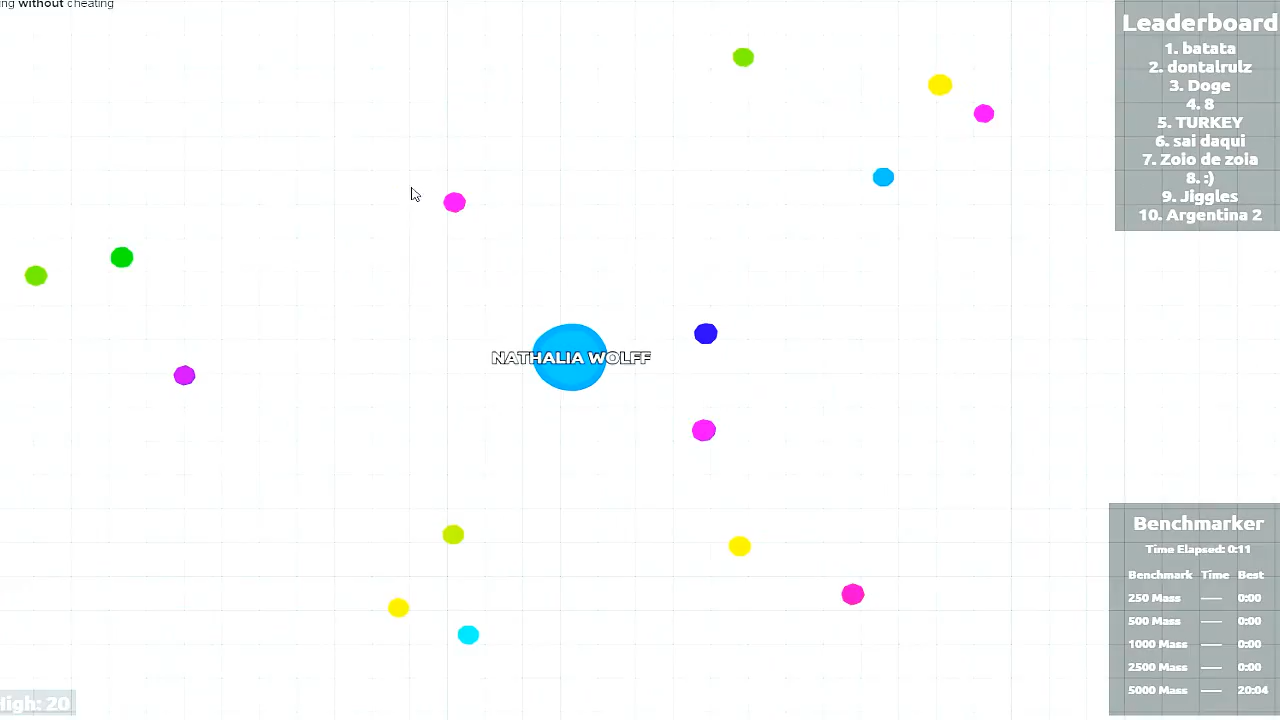 ng without cheating
Leaderboard
1. batata
2. dontalrulz
3. Doge
4. 8
5. TURKEY
6. sai daqui
7. Zoio de zoia
8. :)
9. Jiggles
10. Argentina 2
NATHALIA WOLFF
Benchmarker
Time Elapsed: 0:11
Benchmark Time Best
250 Mass — 0:00
500 Mass — 0:00
1000 Mass — 0:00
2500 Mass — 0:00
5000 Mass — 20:04
High: 20